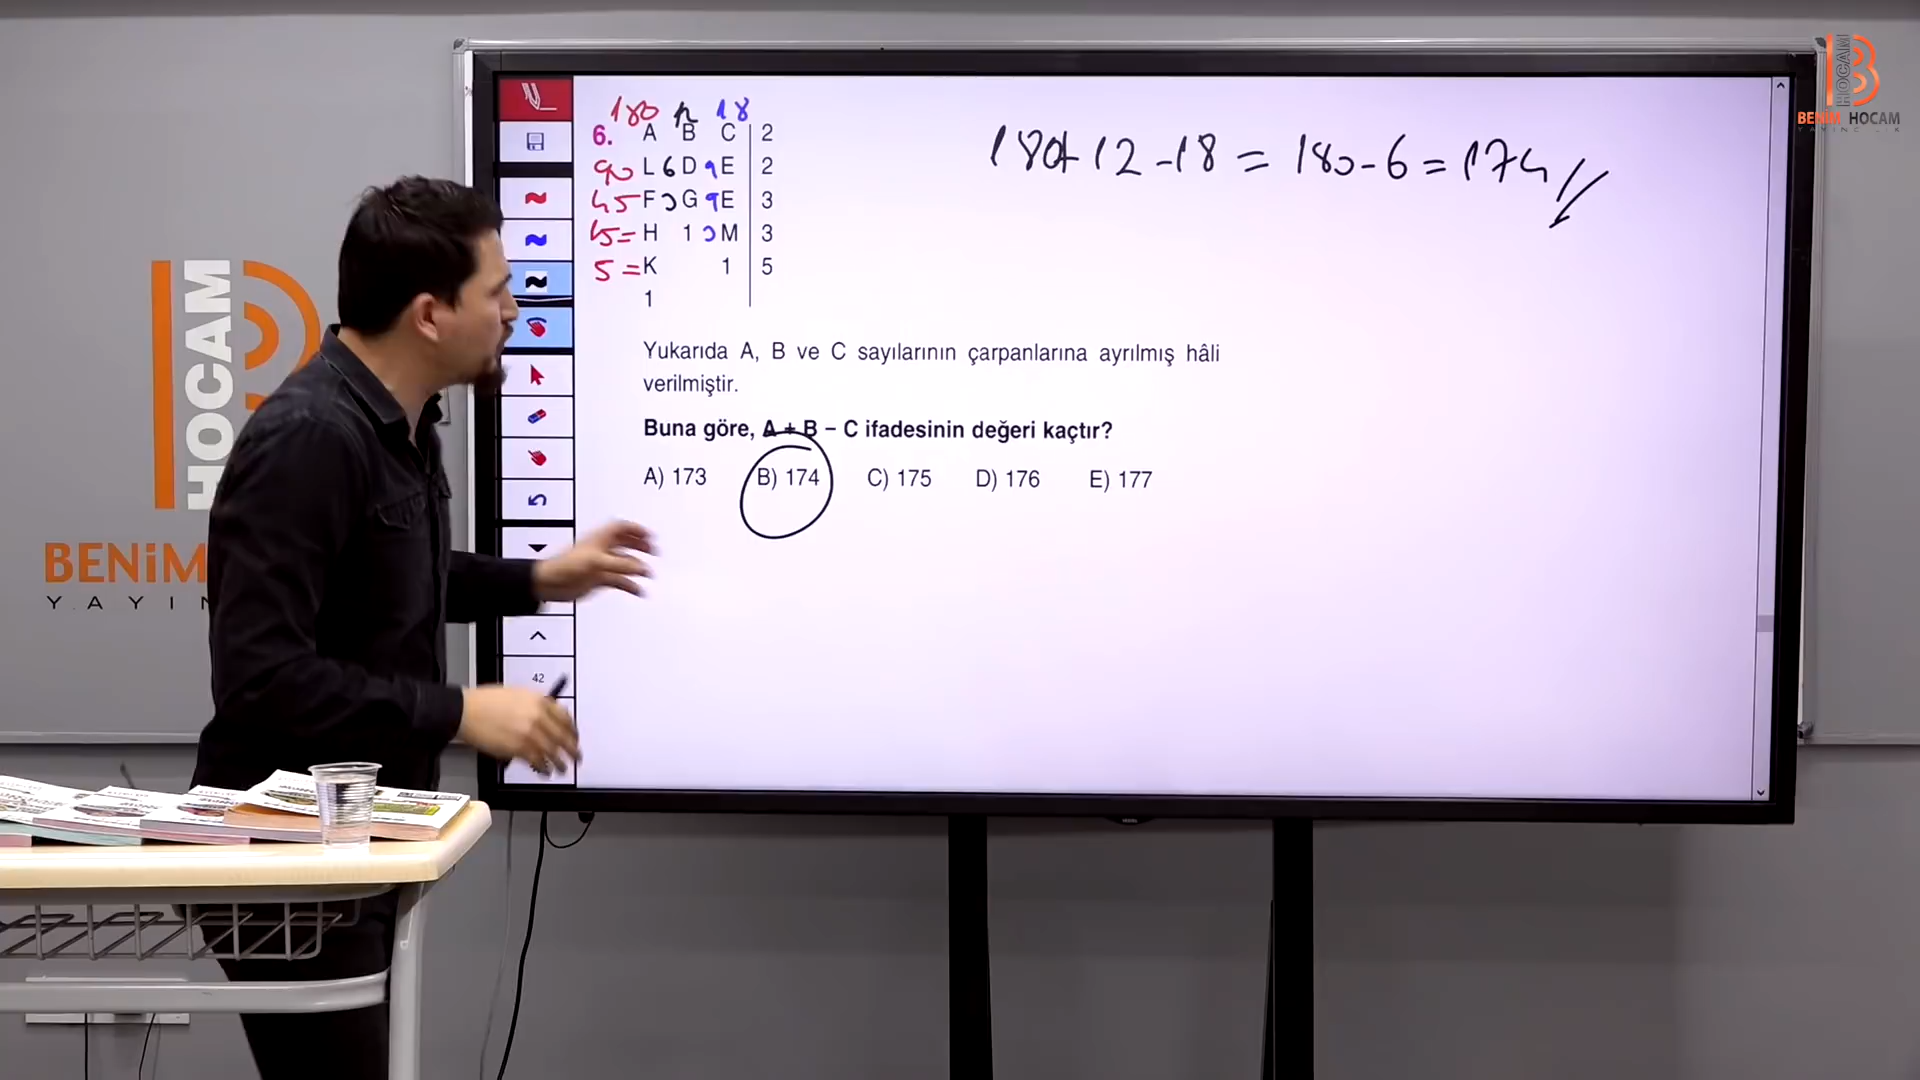 180 12 18
6. A B C 2
90 L 6 D 9 E 2
45 F 3 G 9 E 3
15 = H 1 3 M 3
5 = K 1 5
1
180+12-18 = 180-6 = 174
Yukarıda A, B ve C sayılarının çarpanlarına ayrılmış hâli
verilmiştir.
Buna göre, A + B − C ifadesinin değeri kaçtır?
A) 173 B) 174 C) 175 D) 176 E) 177
42
HOCAM
BENİM
YAYIN
HOCAM
BENİM HOCAM